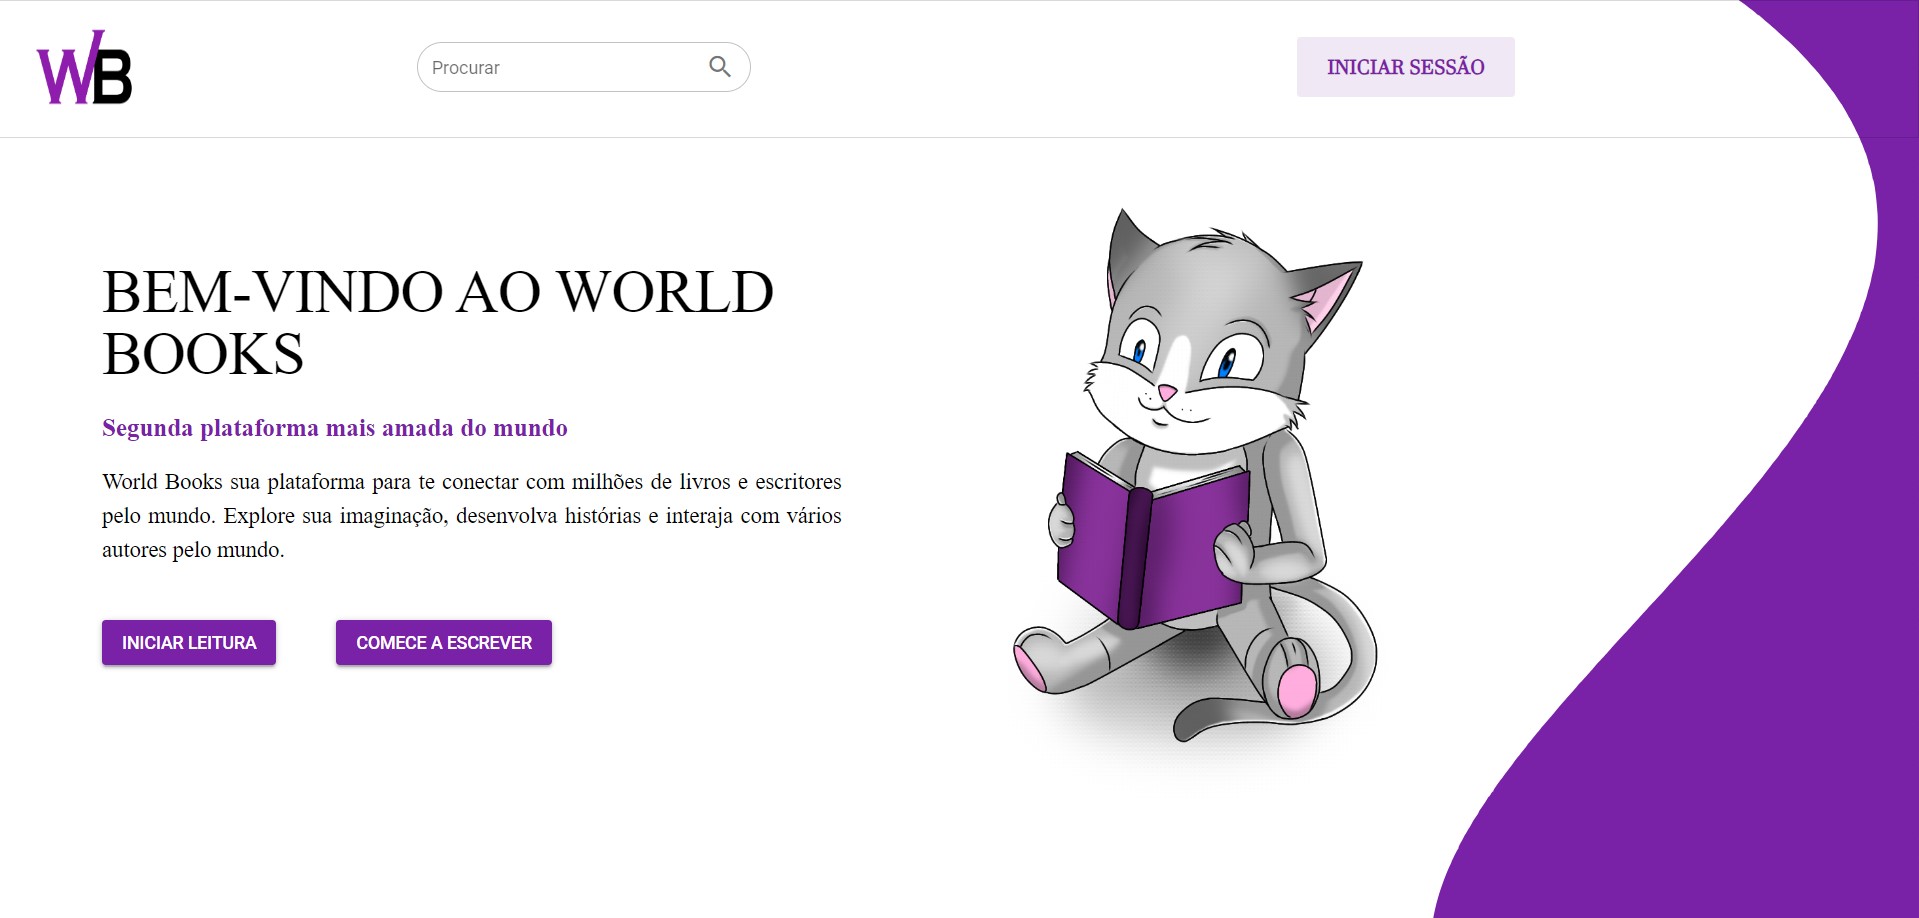 WB
Procurar
INICIAR SESSÃO
BEM-VINDO AO WORLD
BOOKS
Segunda plataforma mais amada do mundo
World Books sua plataforma para te conectar com milhões de livros e escritores
pelo mundo. Explore sua imaginação, desenvolva histórias e interaja com vários
autores pelo mundo.
INICIAR LEITURA
COMECE A ESCREVER